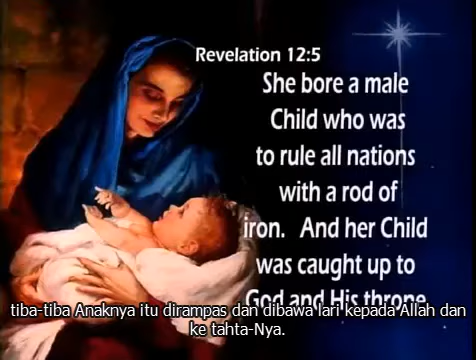 Revelation 12:5
She bore a male
Child who was
to rule all nations
with a rod of
iron. And her Child
was caught up to
God and His throne
tiba-tiba Anaknya itu dirampas dan dibawa lari kepada Allah dan
ke tahta-Nya.